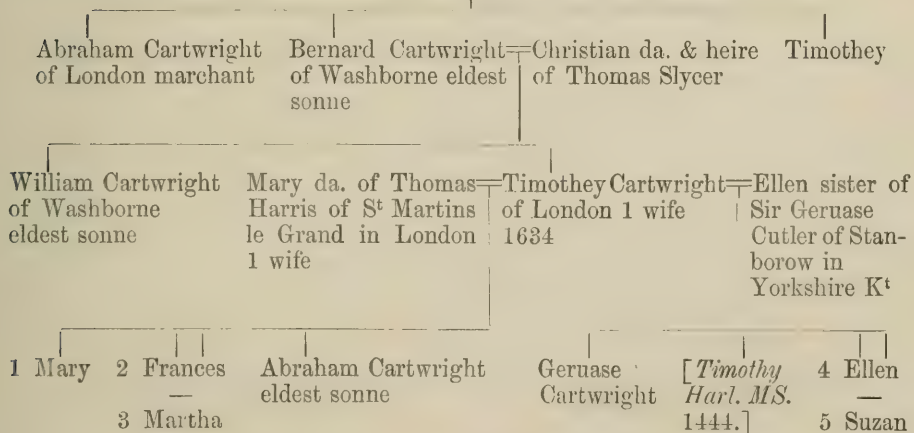 Abraham Cartwright Bernard Cartwright Christian da. & heire Timothey
of London marchant of Washborne eldest of Thomas Slycer
sonne
William Cartwright Mary da. of Thomas Timothey Cartwright Ellen sister of
of Washborne Harris of Sᵗ Martins of London 1 wife Sir Geruase
eldest sonne le Grand in London 1634 Cutler of Stan-
1 wife borow in
Yorkshire Kᵗ
1 Mary 2 Frances Abraham Cartwright Geruase [Timothy 4 Ellen
— eldest sonne Cartwright Harl. MS. —
3 Martha 1444.] 5 Suzan